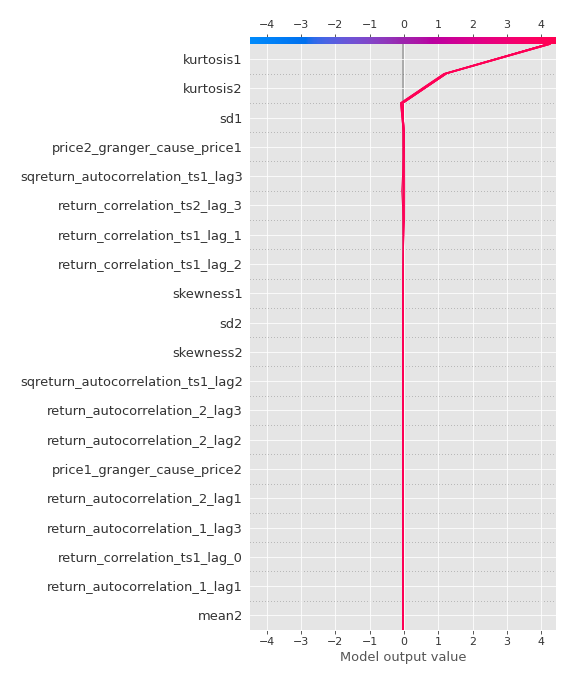 −4 −3 −2 −1 0 1 2 3 4
kurtosis1
kurtosis2
sd1
price2_granger_cause_price1
sqreturn_autocorrelation_ts1_lag3
return_correlation_ts2_lag_3
return_correlation_ts1_lag_1
return_correlation_ts1_lag_2
skewness1
sd2
skewness2
sqreturn_autocorrelation_ts1_lag2
return_autocorrelation_2_lag3
return_autocorrelation_2_lag2
price1_granger_cause_price2
return_autocorrelation_2_lag1
return_autocorrelation_1_lag3
return_correlation_ts1_lag_0
return_autocorrelation_1_lag1
mean2
−4 −3 −2 −1 0 1 2 3 4
Model output value